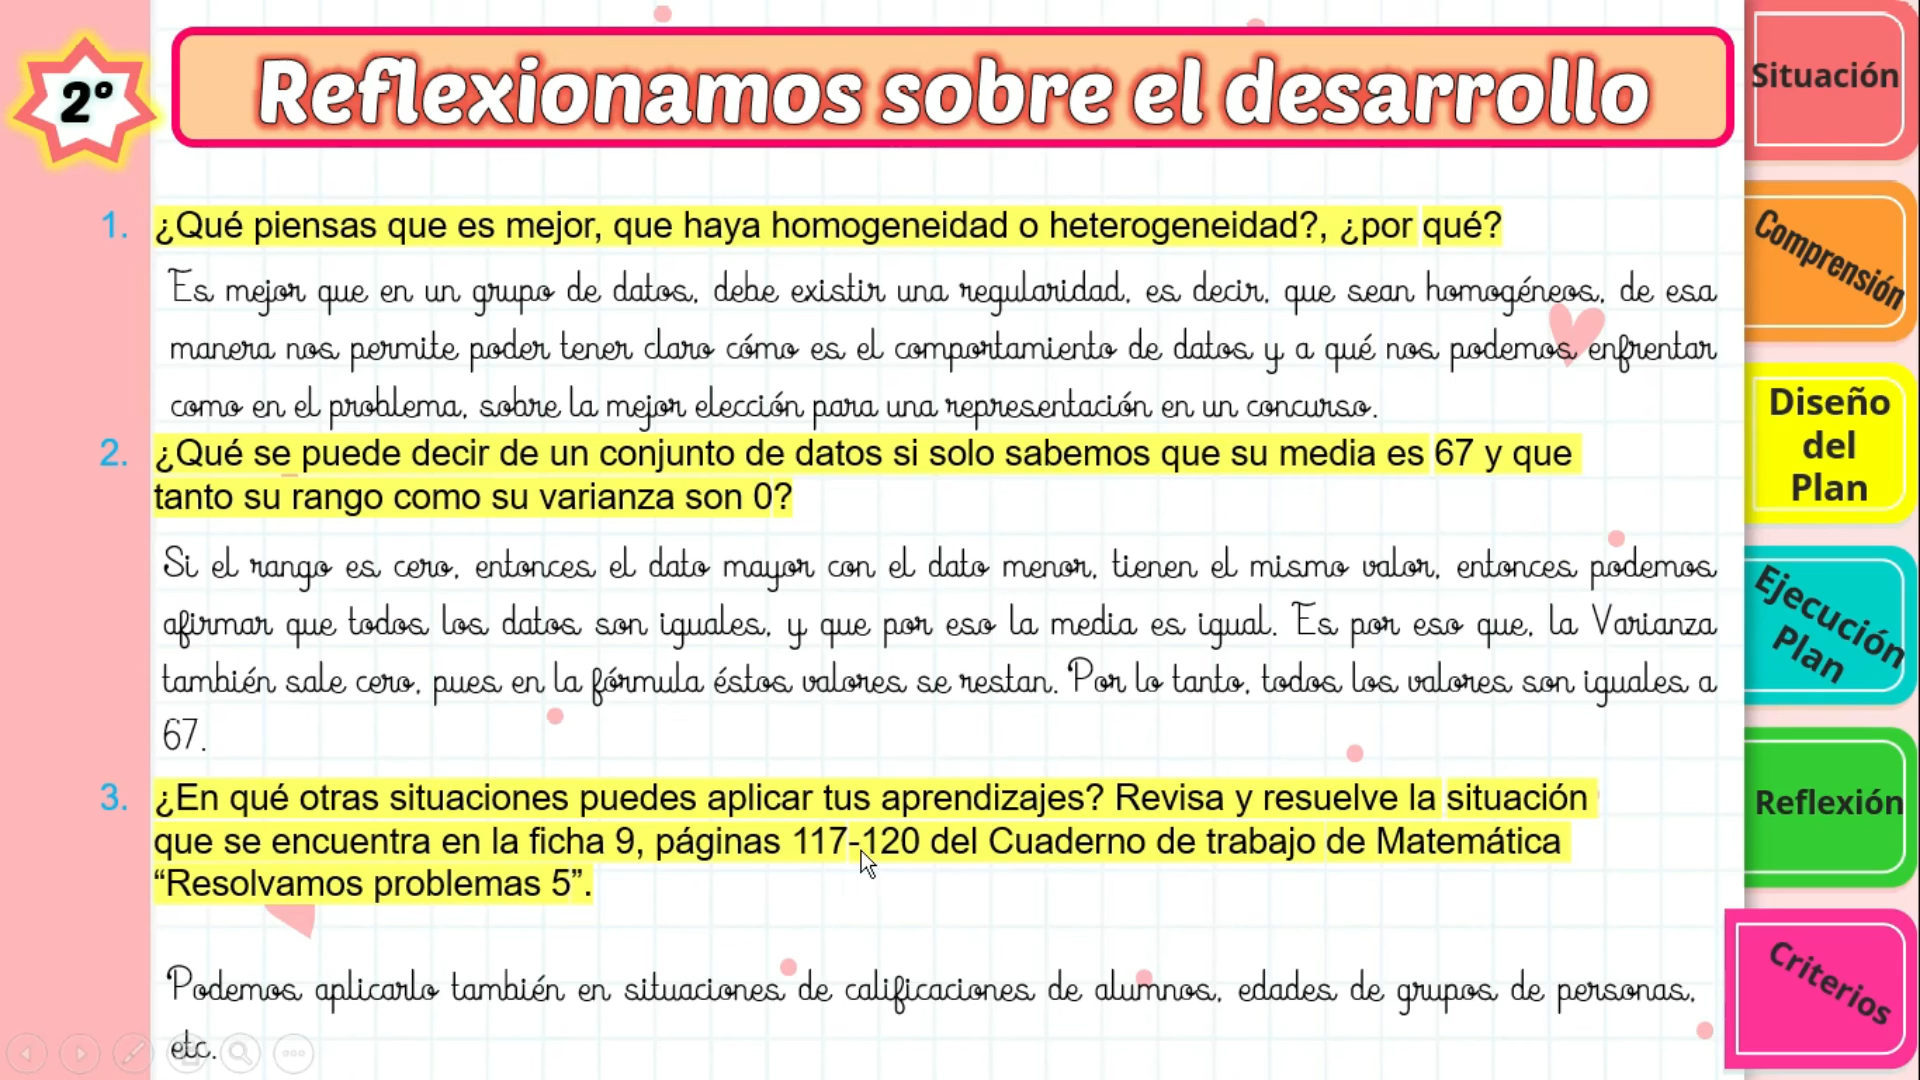 2°
Reflexionamos sobre el desarrollo
1. ¿Qué piensas que es mejor, que haya homogeneidad o heterogeneidad?, ¿por qué?
Es mejor que en un grupo de datos, debe existir una regularidad, es decir, que sean homogéneos, de esa
manera nos permite poder tener claro cómo es el comportamiento de datos y a qué nos podemos enfrentar
como en el problema, sobre la mejor elección para una representación en un concurso.
2. ¿Qué se puede decir de un conjunto de datos si solo sabemos que su media es 67 y que
tanto su rango como su varianza son 0?
Si el rango es cero, entonces el dato mayor con el dato menor, tienen el mismo valor, entonces podemos
afirmar que todos los datos son iguales, y que por eso la media es igual. Es por eso que, la Varianza
también sale cero, pues en la fórmula éstos valores se restan. Por lo tanto, todos los valores son iguales a
67.
3. ¿En qué otras situaciones puedes aplicar tus aprendizajes? Revisa y resuelve la situación
que se encuentra en la ficha 9, páginas 117-120 del Cuaderno de trabajo de Matemática
“Resolvamos problemas 5”.
Podemos aplicarlo también en situaciones de calificaciones de alumnos, edades de grupos de personas,
etc.
Situación
Comprensión
Diseño
del
Plan
Ejecución
Plan
Reflexión
Criterios